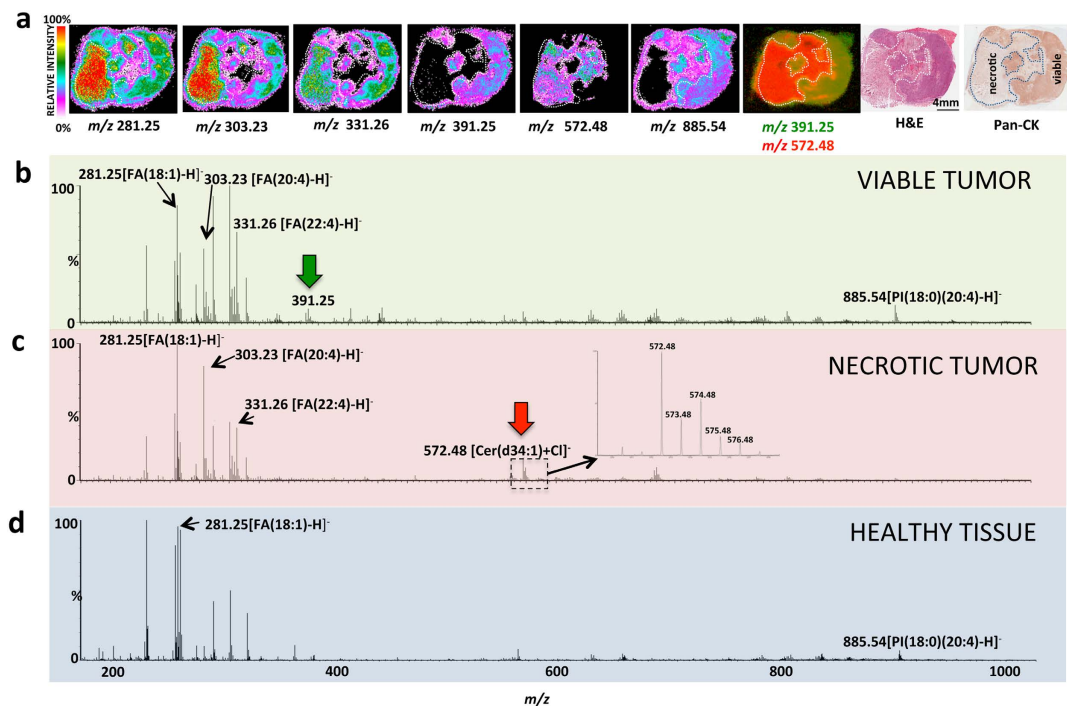 a
100%
RELATIVE INTENSITY
0%
m/z 281.25
m/z 303.23
m/z 331.26
m/z 391.25
m/z 572.48
m/z 885.54
m/z 391.25
m/z 572.48
H&E
4mm
necrotic
viable
Pan-CK
b
100
%
0
281.25[FA(18:1)-H]-
303.23 [FA(20:4)-H]-
331.26 [FA(22:4)-H]-
391.25
VIABLE TUMOR
885.54[PI(18:0)(20:4)-H]-
c
100
%
0
281.25[FA(18:1)-H]-
303.23 [FA(20:4)-H]-
331.26 [FA(22:4)-H]-
572.48 [Cer(d34:1)+Cl]-
572.48
573.48
574.48
575.48
576.48
NECROTIC TUMOR
d
100
%
0
281.25[FA(18:1)-H]-
HEALTHY TISSUE
885.54[PI(18:0)(20:4)-H]-
200
400
600
800
1000
m/z